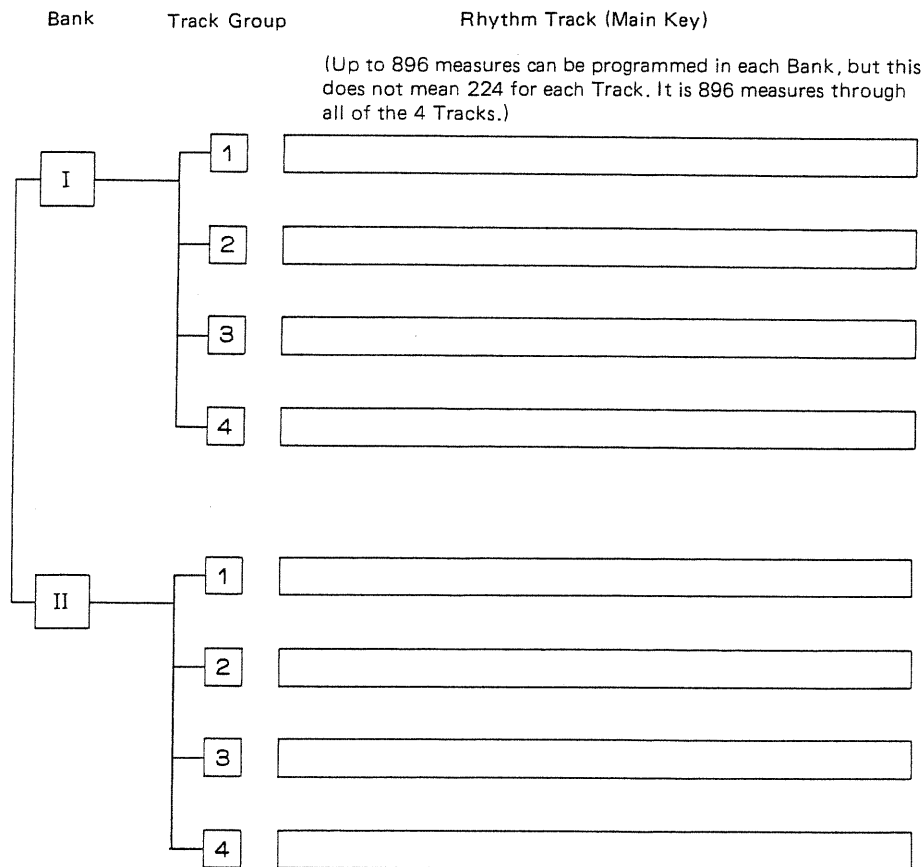 Bank Track Group Rhythm Track (Main Key)
(Up to 896 measures can be programmed in each Bank, but this
does not mean 224 for each Track. It is 896 measures through
all of the 4 Tracks.)
1
I
2
3
4
1
II
2
3
4